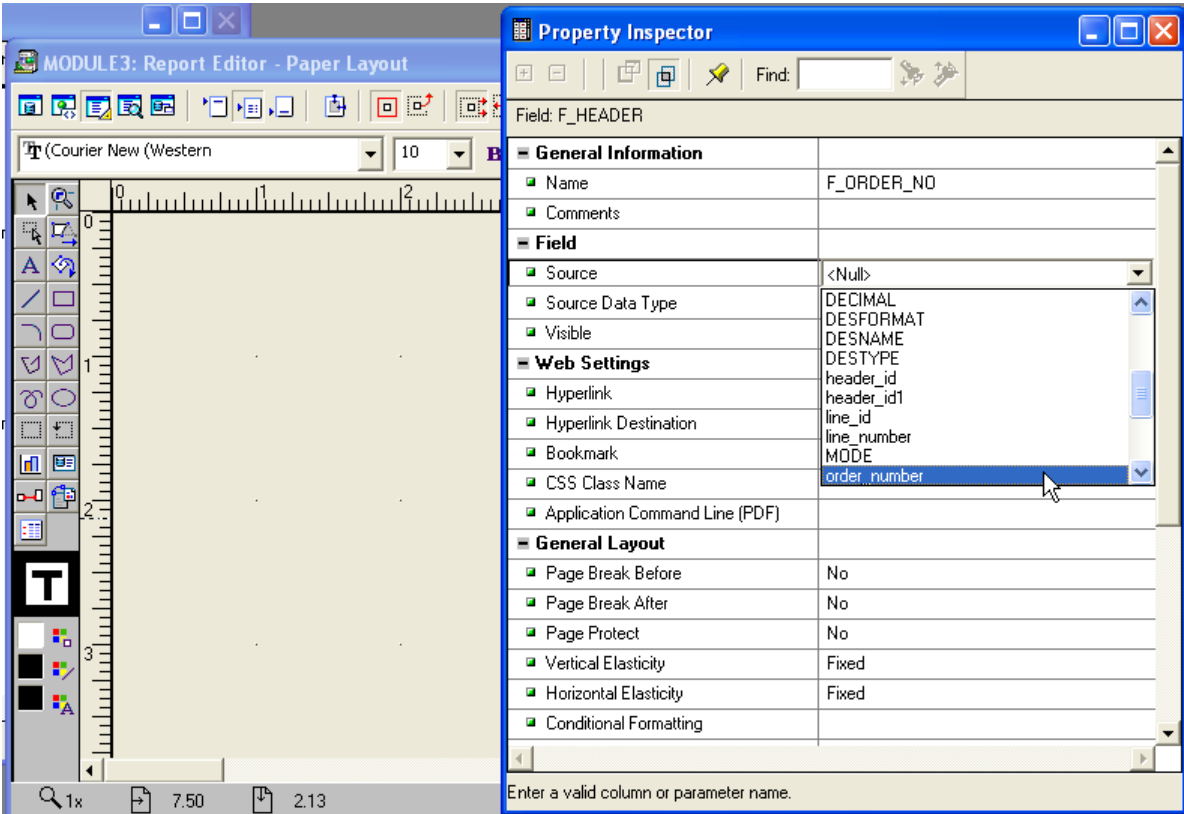 MODULE3: Report Editor - Paper Layout
(Courier New (Western
10
B
0
1
2
0
1
2
3
1x
7.50
2.13
Property Inspector
Find:
Field: F_HEADER
General Information
Name F_ORDER_NO
Comments
Field
Source <Null>
Source Data Type
Visible
Web Settings
Hyperlink
Hyperlink Destination
Bookmark
CSS Class Name
Application Command Line (PDF)
General Layout
Page Break Before No
Page Break After No
Page Protect No
Vertical Elasticity Fixed
Horizontal Elasticity Fixed
Conditional Formatting
DECIMAL
DESFORMAT
DESNAME
DESTYPE
header_id
header_id1
line_id
line_number
MODE
order_number
Enter a valid column or parameter name.